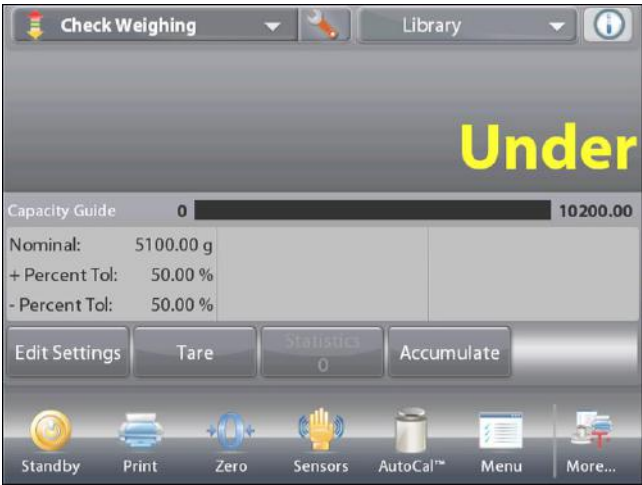 Check Weighing Library
Under
Capacity Guide 0 10200.00
Nominal: 5100.00 g
+ Percent Tol: 50.00 %
- Percent Tol: 50.00 %
Edit Settings Tare Statistics Accumulate
0
Standby Print Zero Sensors AutoCal™ Menu More...